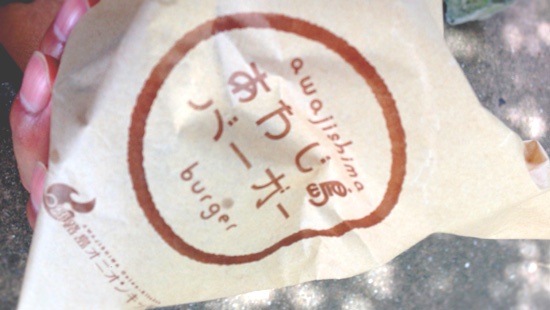 awajishima
あわじ島
バーガー
burger
淡路島オニオンキッチン